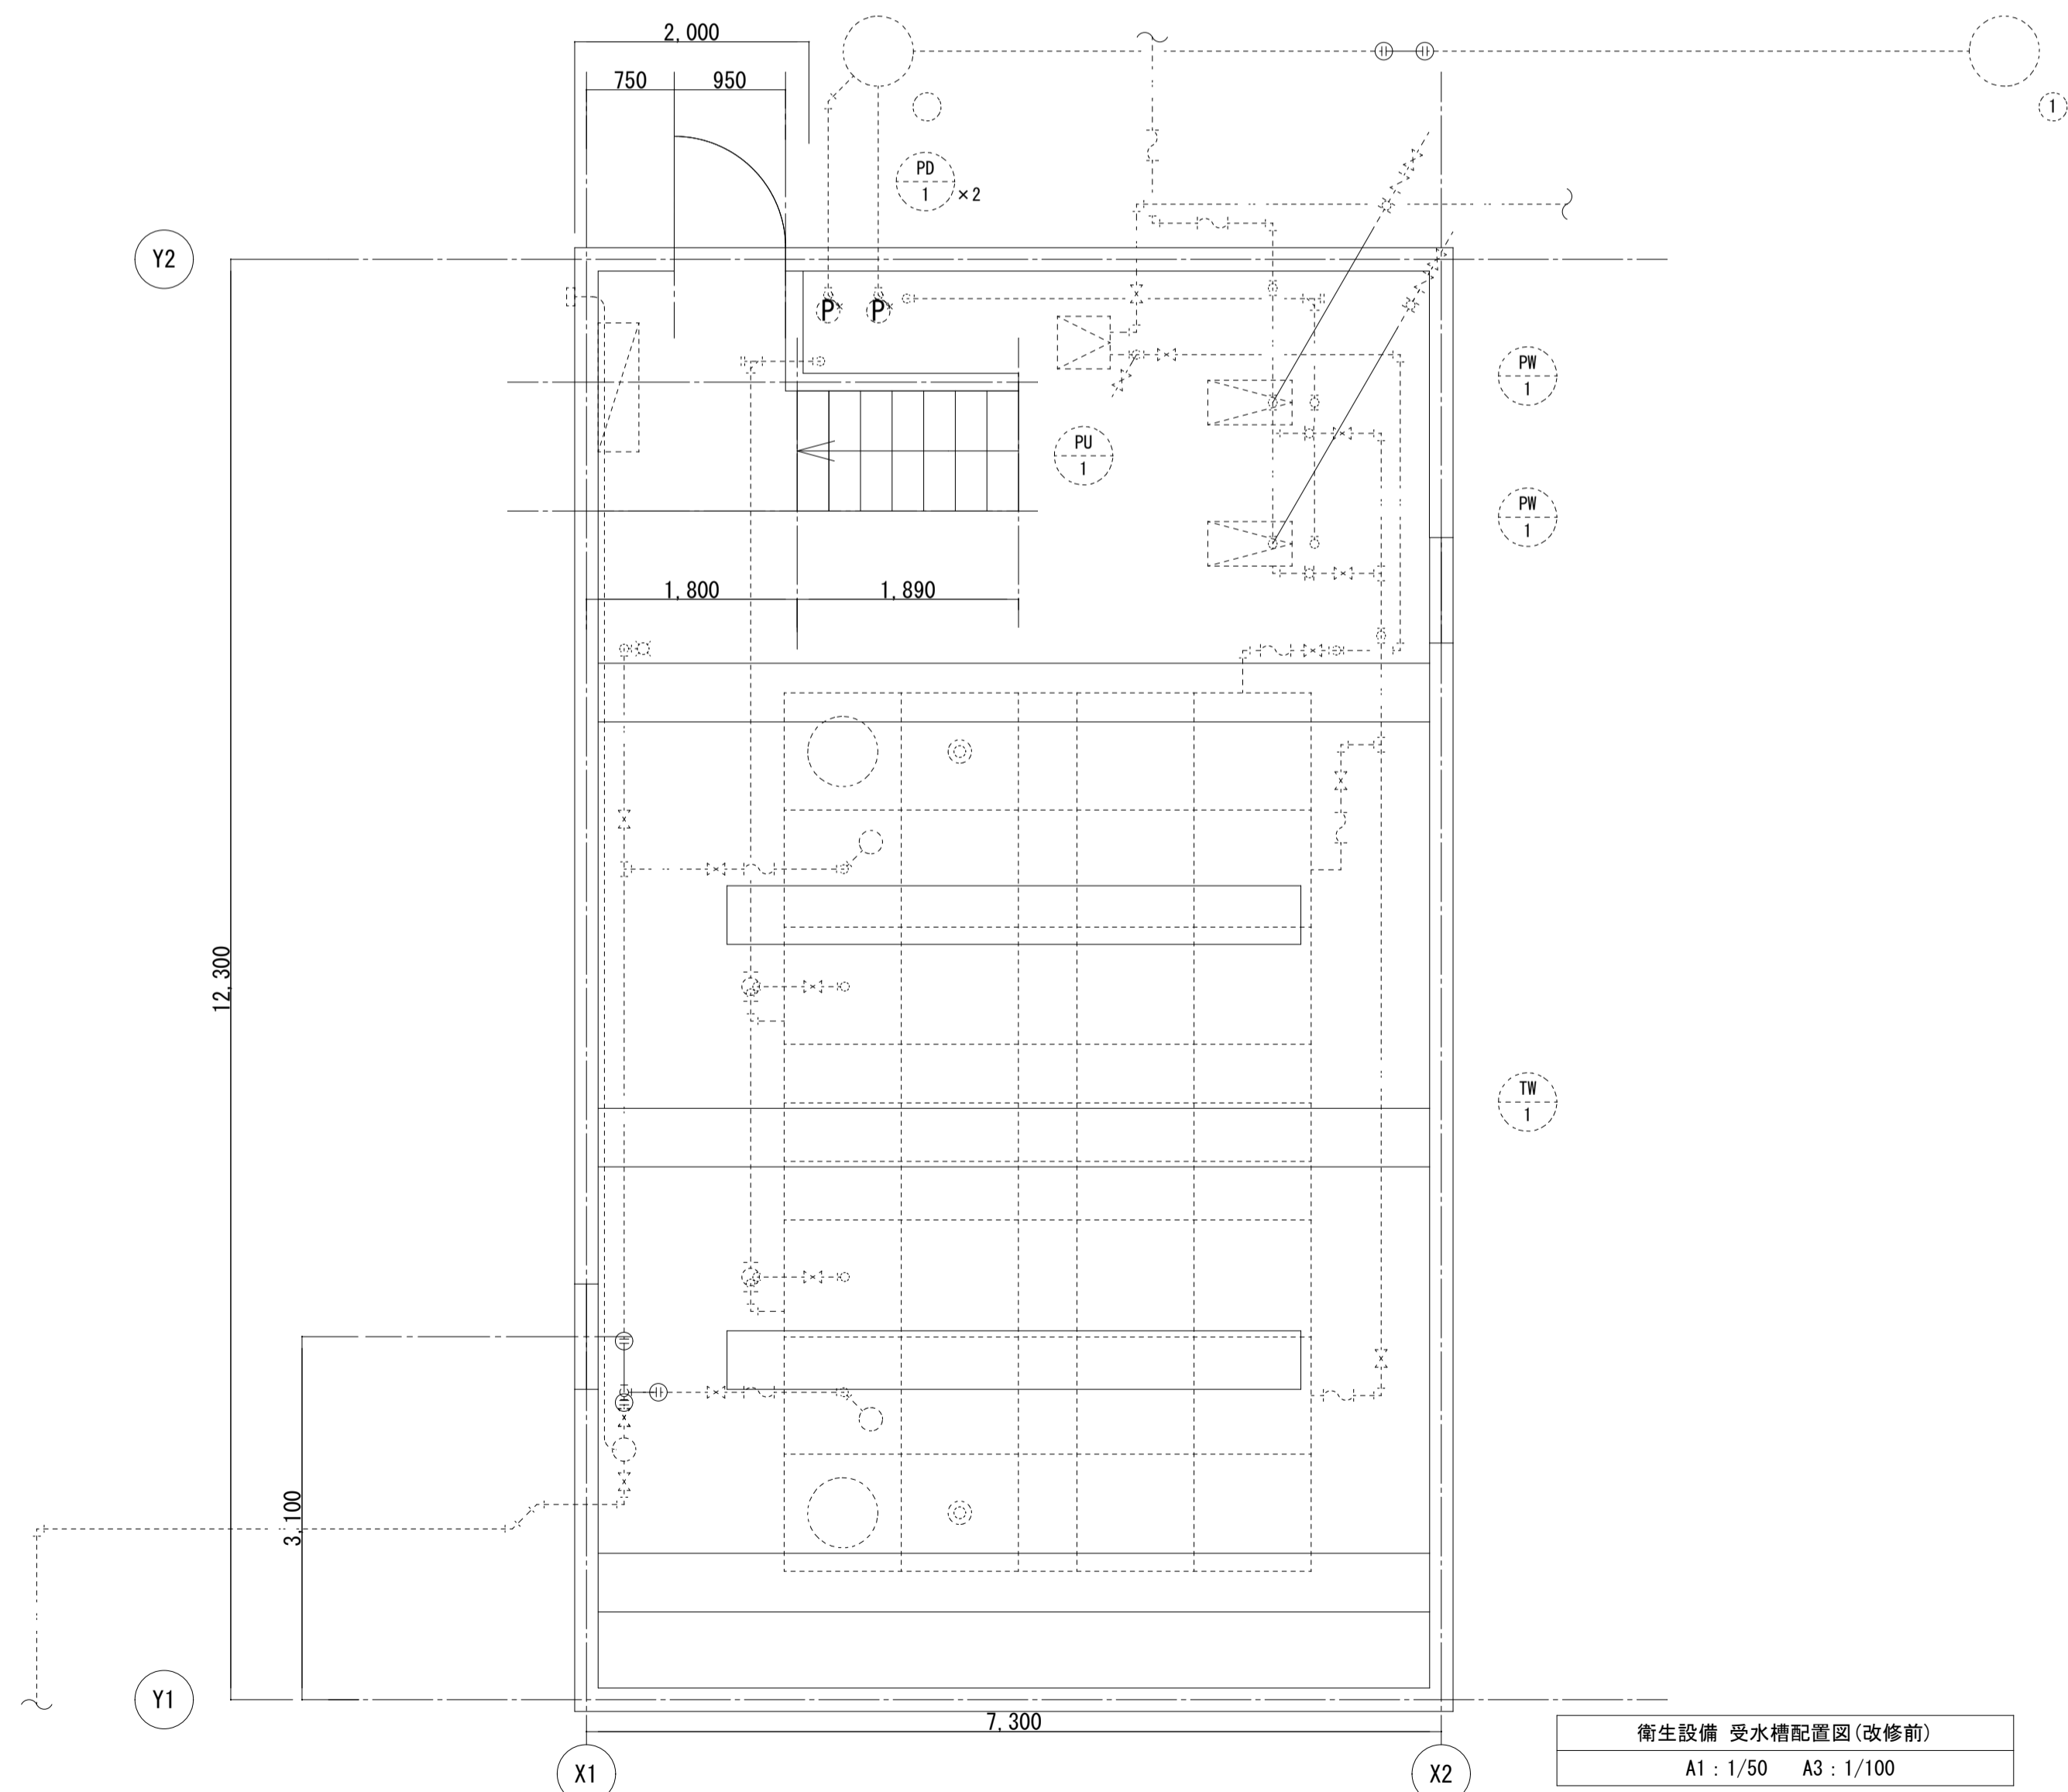 2,000
750
950
1
PD
1
×2
Y2
P
P
PW
1
PU
1
PW
1
1,800
1,890
12,300
TW
1
3,100
Y1
7,300
衛生設備 受水槽配置図(改修前)
A1：1/50 A3：1/100
X1
X2